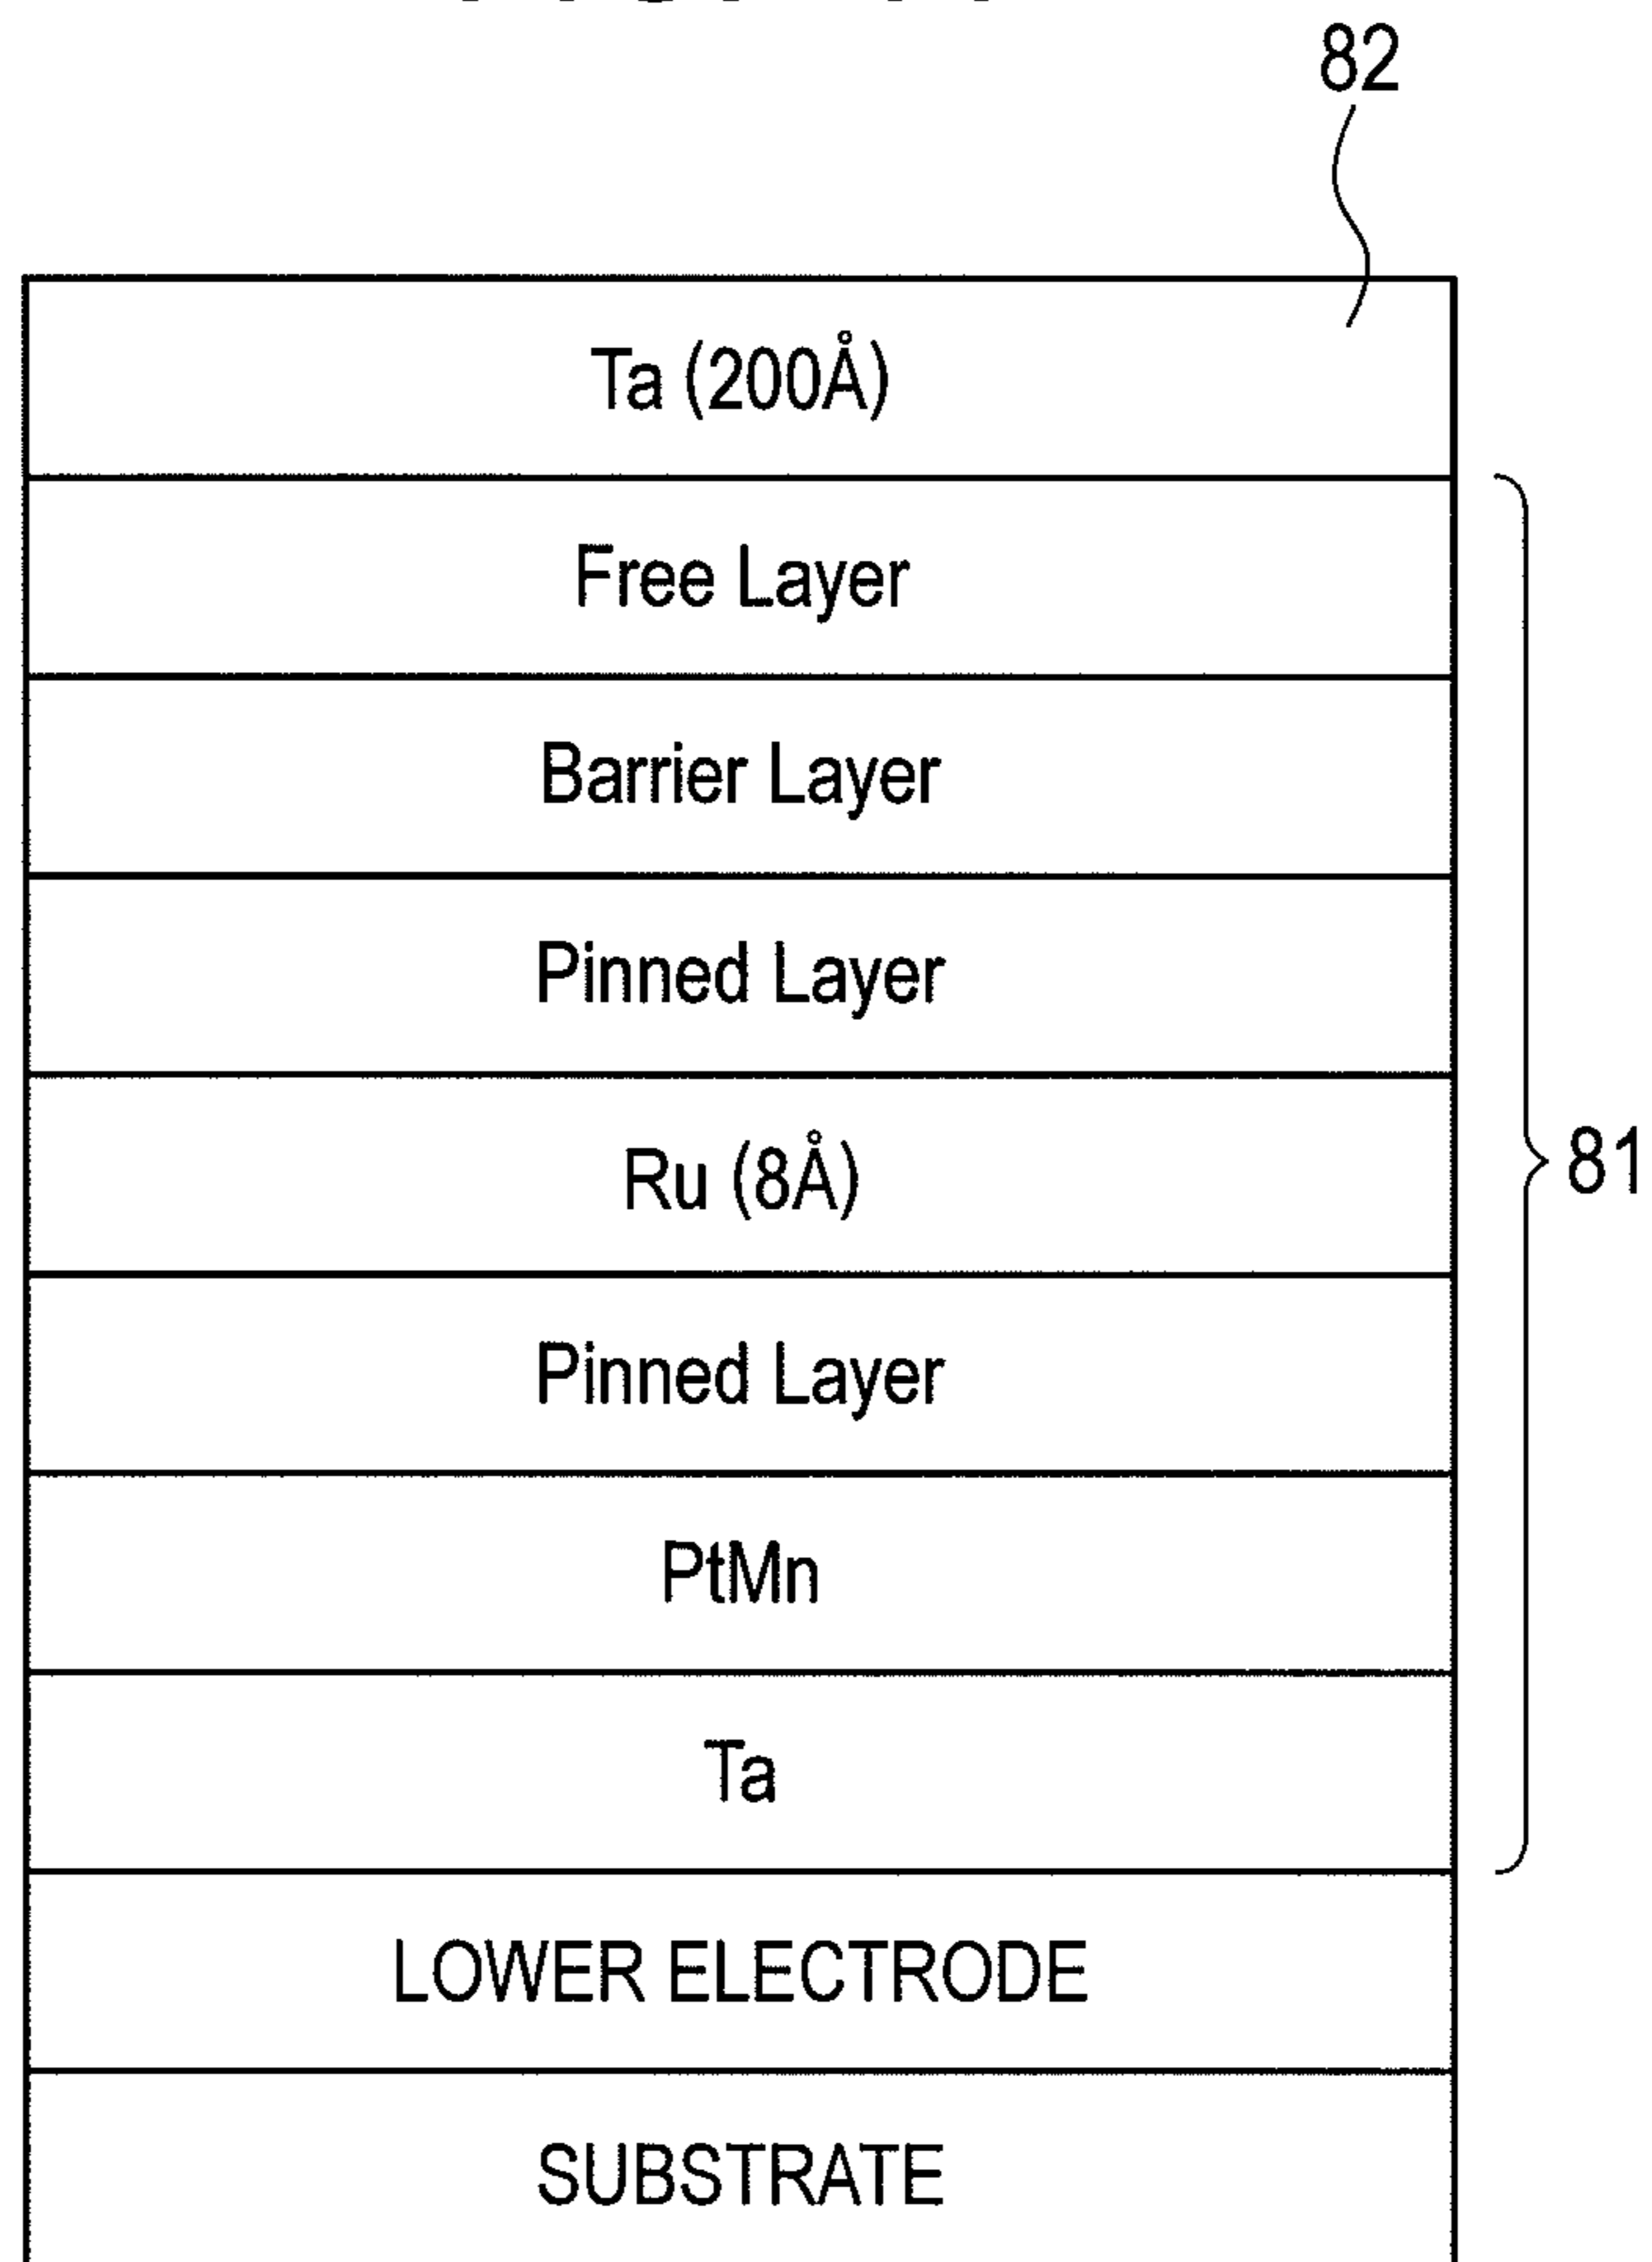 82
Ta (200Å)
Free Layer
Barrier Layer
Pinned Layer
Ru (8Å)
81
Pinned Layer
PtMn
Ta
LOWER ELECTRODE
SUBSTRATE